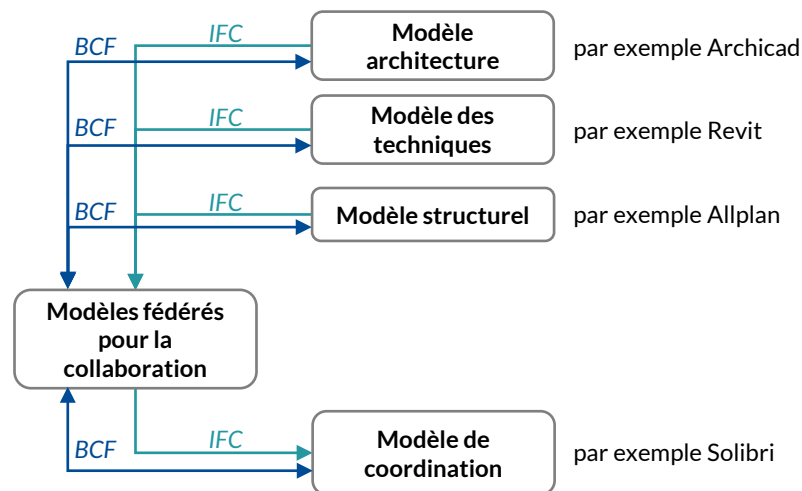 BCF
IFC
Modèle
architecture
par exemple Archicad
BCF
IFC
Modèle des
techniques
par exemple Revit
BCF
IFC
Modèle structurel
par exemple Allplan
Modèles fédérés
pour la
collaboration
BCF
IFC
Modèle de
coordination
par exemple Solibri